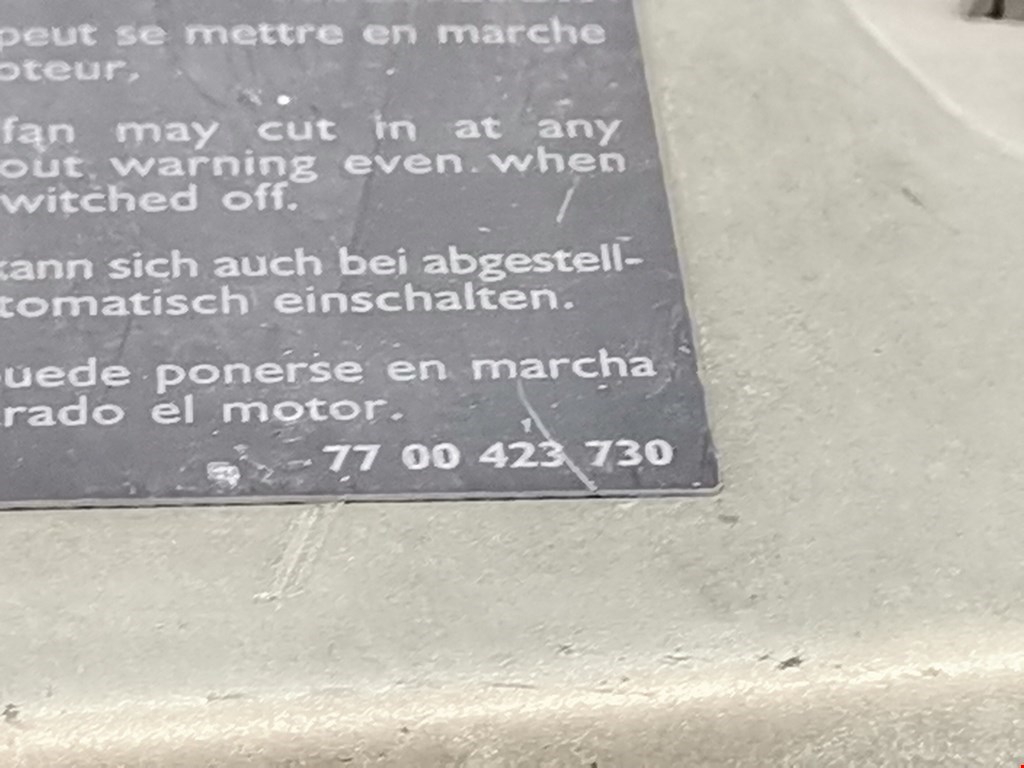 peut se mettre en marche
oteur,
fan may cut in at any
out warning even when
witched off.
kann sich auch bei abgestell-
tomatisch einschalten.
puede ponerse en marcha
rado el motor.
77 00 423 730